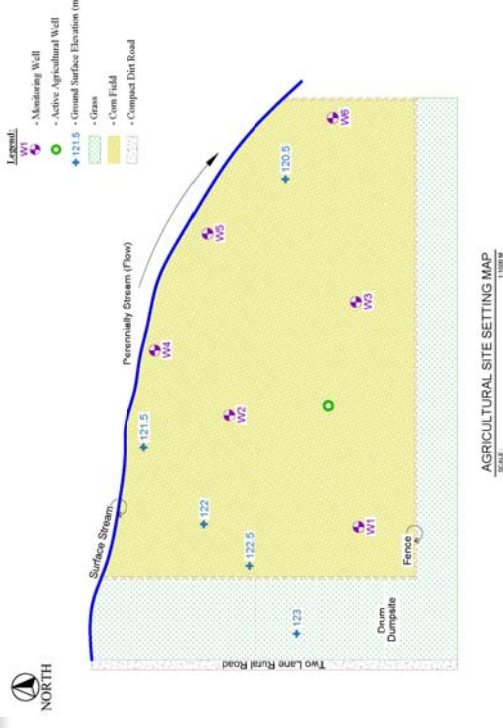 NORTH
Legend:
W1
- Monitoring Well
- Active Agricultural Well
121.5 - Ground Surface Elevation (m
- Grass
- Corn Field
- Compact Dirt Road
Surface Stream
Perennially Stream (Flow)
121.5
W4
W5
122
W2
120.5
122.5
W6
W3
W1
123
Two Lane Rural Road
Drum
Dumpsite
Fence
AGRICULTURAL SITE SETTING MAP
SCALE